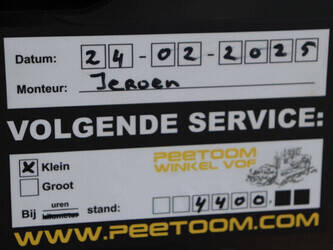 Datum: 24-02-2025
Monteur: Jeroen
VOLGENDE SERVICE:
Klein
PEETOOM
WINKEL VOF
Groot
Bij uren kilometer stand: 4400
WWW.PEETOOM.COM